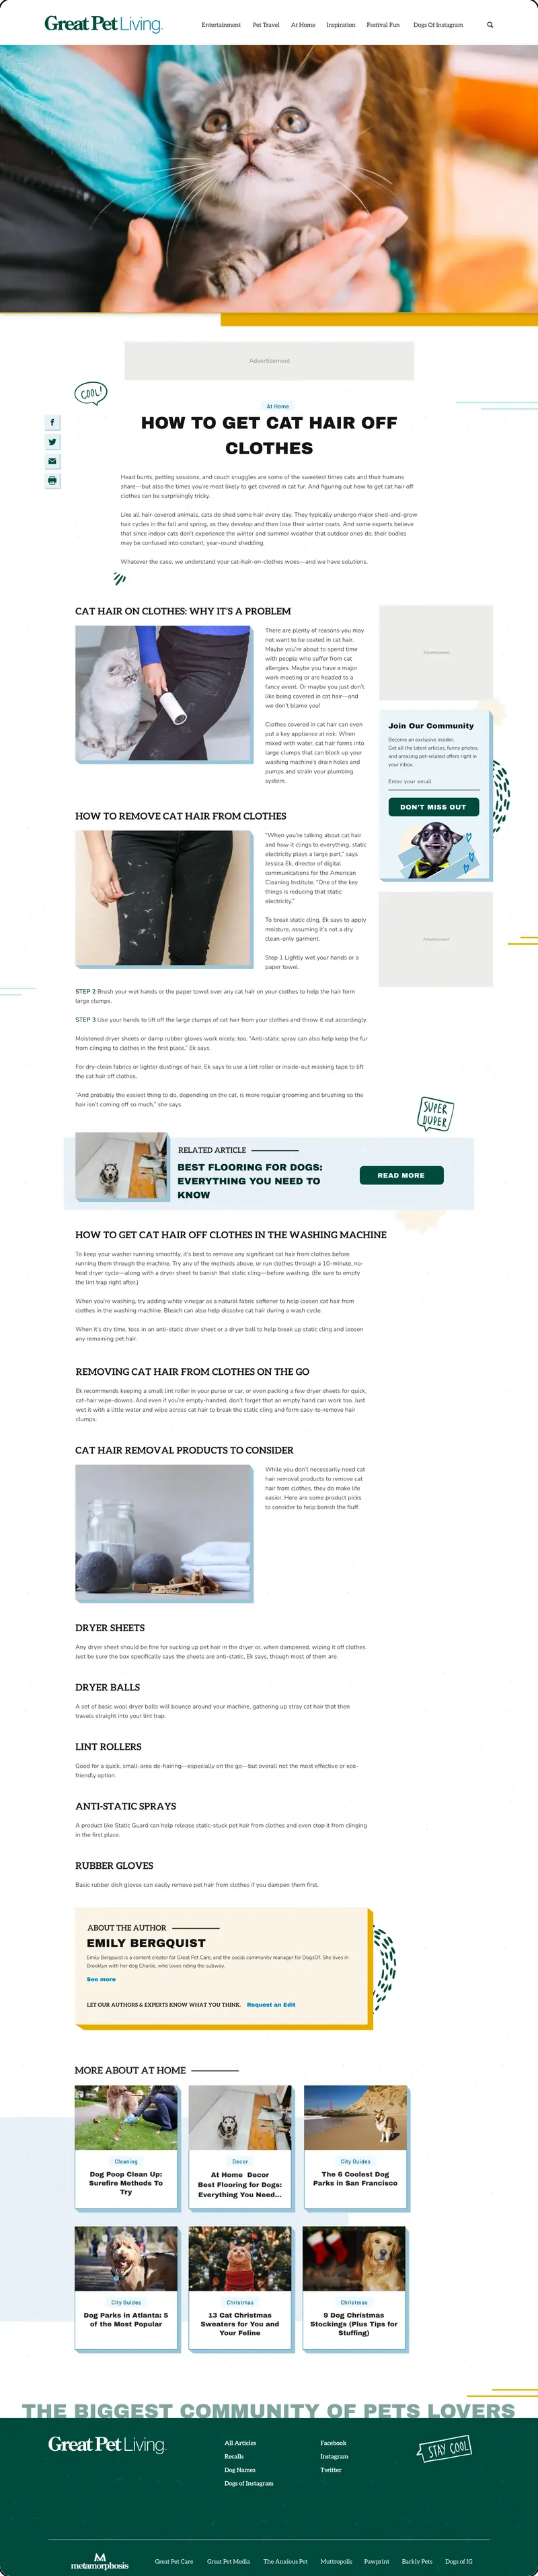 Great Pet Living.
Entertainment Pet Travel At Home Inspiration Festival Fun Dogs Of Instagram
Advertisement
COOL!
At Home
HOW TO GET CAT HAIR OFF
CLOTHES
Head bunts, petting sessions, and couch snuggles are some of the sweetest times cats and their humans
share—but also the times you're most likely to get covered in cat fur. And figuring out how to get cat hair off
clothes can be surprisingly tricky.
Like all hair-covered animals, cats do shed some hair every day. They typically undergo major shed-and-grow
hair cycles in the fall and spring, as they develop and then lose their winter coats. And some experts believe
that since indoor cats don't experience the winter and summer weather that outdoor ones do, their bodies
may be confused into constant, year-round shedding.
Whatever the case, we understand your cat-hair-on-clothes woes—and we have solutions.
CAT HAIR ON CLOTHES: WHY IT'S A PROBLEM
There are plenty of reasons you may
not want to be coated in cat hair.
Maybe you're about to spend time
with people who suffer from cat
allergies. Maybe you have a major
work meeting or are headed to a
fancy event. Or maybe you just don't
like being covered in cat hair—and
we don't blame you!
Clothes covered in cat hair can even
put a key appliance at risk: When
mixed with water, cat hair forms into
large clumps that can block up your
washing machine's drain holes and
pumps and strain your plumbing
system.
Advertisement
Join Our Community
Become an exclusive insider.
Get all the latest articles, funny photos,
and amazing pet-related offers right in
your inbox.
Enter your email
DON'T MISS OUT
Advertisement
HOW TO REMOVE CAT HAIR FROM CLOTHES
"When you're talking about cat hair
and how it clings to everything, static
electricity plays a large part," says
Jessica Ek, director of digital
communications for the American
Cleaning Institute. "One of the key
things is reducing that static
electricity."
To break static cling, Ek says to apply
moisture, assuming it's not a dry
clean-only garment.
Step 1 Lightly wet your hands or a
paper towel.
STEP 2 Brush your wet hands or the paper towel over any cat hair on your clothes to help the hair form
large clumps.
STEP 3 Use your hands to lift off the large clumps of cat hair from your clothes and throw it out accordingly.
Moistened dryer sheets or damp rubber gloves work nicely, too. "Anti-static spray can also help keep the fur
from clinging to clothes in the first place," Ek says.
For dry-clean fabrics or lighter dustings of hair, Ek says to use a lint roller or inside-out masking tape to lift
the cat hair off clothes.
"And probably the easiest thing to do, depending on the cat, is more regular grooming and brushing so the
hair isn't coming off so much," she says.
SUPER
DUPER
RELATED ARTICLE
BEST FLOORING FOR DOGS:
EVERYTHING YOU NEED TO
KNOW
READ MORE
HOW TO GET CAT HAIR OFF CLOTHES IN THE WASHING MACHINE
To keep your washer running smoothly, it's best to remove any significant cat hair from clothes before
running them through the machine. Try any of the methods above, or run clothes through a 10-minute, no-
heat dryer cycle—along with a dryer sheet to banish that static cling—before washing. (Be sure to empty
the lint trap right after.)
When you're washing, try adding white vinegar as a natural fabric softener to help loosen cat hair from
clothes in the washing machine. Bleach can also help dissolve cat hair during a wash cycle.
When it's dry time, toss in an anti-static dryer sheet or a dryer ball to help break up static cling and loosen
any remaining pet hair.
REMOVING CAT HAIR FROM CLOTHES ON THE GO
Ek recommends keeping a small lint roller in your purse or car, or even packing a few dryer sheets for quick,
cat-hair wipe-downs. And even if you're empty-handed, don't forget that an empty hand can work too. Just
wet it with a little water and wipe across cat hair to break the static cling and form easy-to-remove hair
clumps.
CAT HAIR REMOVAL PRODUCTS TO CONSIDER
While you don't necessarily need cat
hair removal products to remove cat
hair from clothes, they do make life
easier. Here are some product picks
to consider to help banish the fluff.
DRYER SHEETS
Any dryer sheet should be fine for sucking up pet hair in the dryer or, when dampened, wiping it off clothes.
Just be sure the box specifically says the sheets are anti-static, Ek says, though most of them are.
DRYER BALLS
A set of basic wool dryer balls will bounce around your machine, gathering up stray cat hair that then
travels straight into your lint trap.
LINT ROLLERS
Good for a quick, small-area de-hairing—especially on the go—but overall not the most effective or eco-
friendly option.
ANTI-STATIC SPRAYS
A product like Static Guard can help release static-stuck pet hair from clothes and even stop it from clinging
in the first place.
RUBBER GLOVES
Basic rubber dish gloves can easily remove pet hair from clothes if you dampen them first.
ABOUT THE AUTHOR
EMILY BERGQUIST
Emily Bergquist is a content creator for Great Pet Care, and the social community manager for DogsOf. She lives in
Brooklyn with her dog Charlie, who loves riding the subway.
See more
LET OUR AUTHORS & EXPERTS KNOW WHAT YOU THINK. Request an Edit
MORE ABOUT AT HOME
Cleaning
Dog Poop Clean Up:
Surefire Methods To
Try
Decor
At Home Decor
Best Flooring for Dogs:
Everything You Need...
City Guides
The 6 Coolest Dog
Parks in San Francisco
City Guides
Dog Parks in Atlanta: 5
of the Most Popular
Christmas
13 Cat Christmas
Sweaters for You and
Your Feline
Christmas
9 Dog Christmas
Stockings (Plus Tips for
Stuffing)
THE BIGGEST COMMUNITY OF PETS LOVERS
Great Pet Living.
All Articles
Recalls
Dog Names
Dogs of Instagram
Facebook
Instagram
Twitter
STAY COOL
metamorphosis
Great Pet Care Great Pet Media The Anxious Pet Muttropolis Pawprint Barkly Pets Dogs of IG